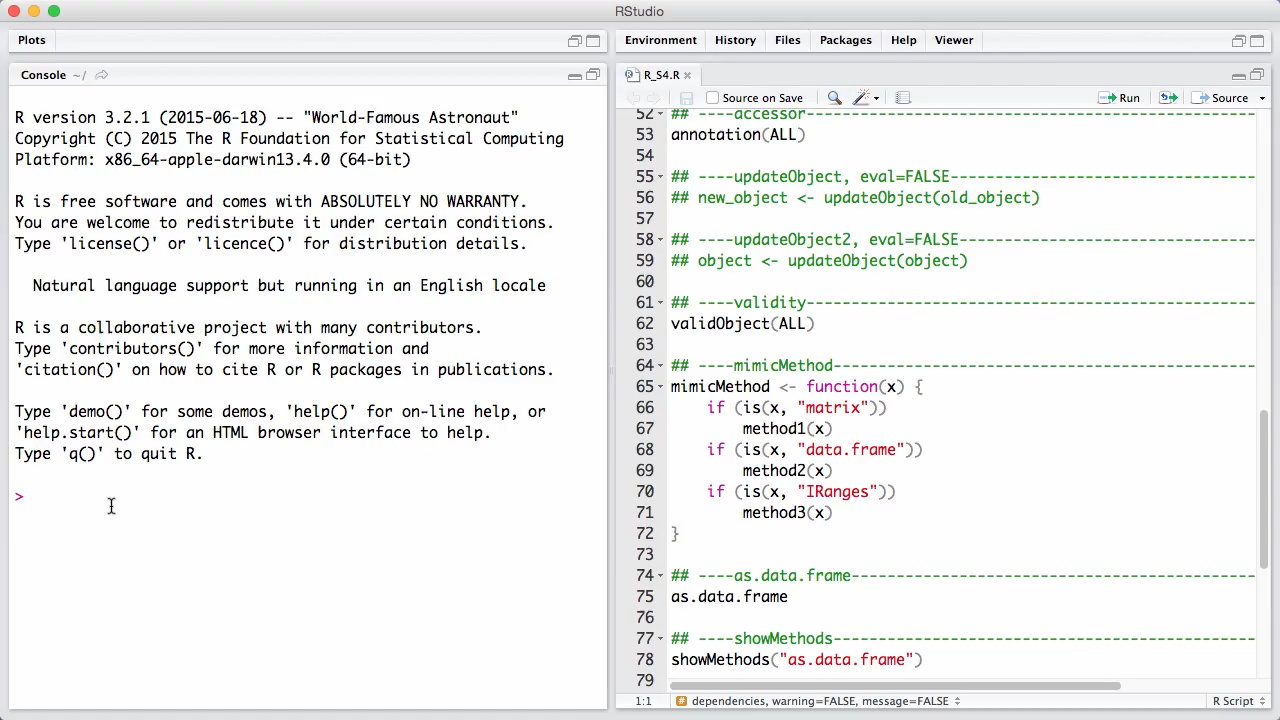 RStudio
Plots
Console ~/
R version 3.2.1 (2015-06-18) -- "World-Famous Astronaut"
Copyright (C) 2015 The R Foundation for Statistical Computing
Platform: x86_64-apple-darwin13.4.0 (64-bit)
R is free software and comes with ABSOLUTELY NO WARRANTY.
You are welcome to redistribute it under certain conditions.
Type 'license()' or 'licence()' for distribution details.
Natural language support but running in an English locale
R is a collaborative project with many contributors.
Type 'contributors()' for more information and
'citation()' on how to cite R or R packages in publications.
Type 'demo()' for some demos, 'help()' for on-line help, or
'help.start()' for an HTML browser interface to help.
Type 'q()' to quit R.
>
Environment History Files Packages Help Viewer
R_S4.R
Source on Save Run Source
52 ## ----accessor-----------------------------------------------
53 annotation(ALL)
54
55 ## ----updateObject, eval=FALSE----------------------------------
56 ## new_object <- updateObject(old_object)
57
58 ## ----updateObject2, eval=FALSE---------------------------------
59 ## object <- updateObject(object)
60
61 ## ----validity-----------------------------------------------
62 validObject(ALL)
63
64 ## ----mimicMethod-----------------------------------------------
65 mimicMethod <- function(x) {
66 if (is(x, "matrix"))
67 method1(x)
68 if (is(x, "data.frame"))
69 method2(x)
70 if (is(x, "IRanges"))
71 method3(x)
72 }
73
74 ## ----as.data.frame---------------------------------------------
75 as.data.frame
76
77 ## ----showMethods-----------------------------------------------
78 showMethods("as.data.frame")
79
1:1 # dependencies, warning=FALSE, message=FALSE R Script